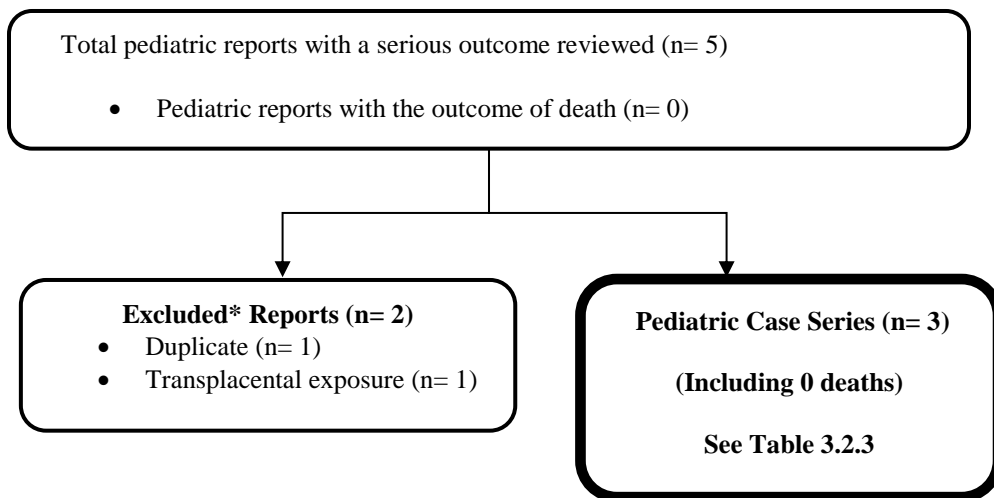 Total pediatric reports with a serious outcome reviewed (n= 5)
• Pediatric reports with the outcome of death (n= 0)
Excluded* Reports (n= 2)
• Duplicate (n= 1)
• Transplacental exposure (n= 1)
Pediatric Case Series (n= 3)
(Including 0 deaths)
See Table 3.2.3